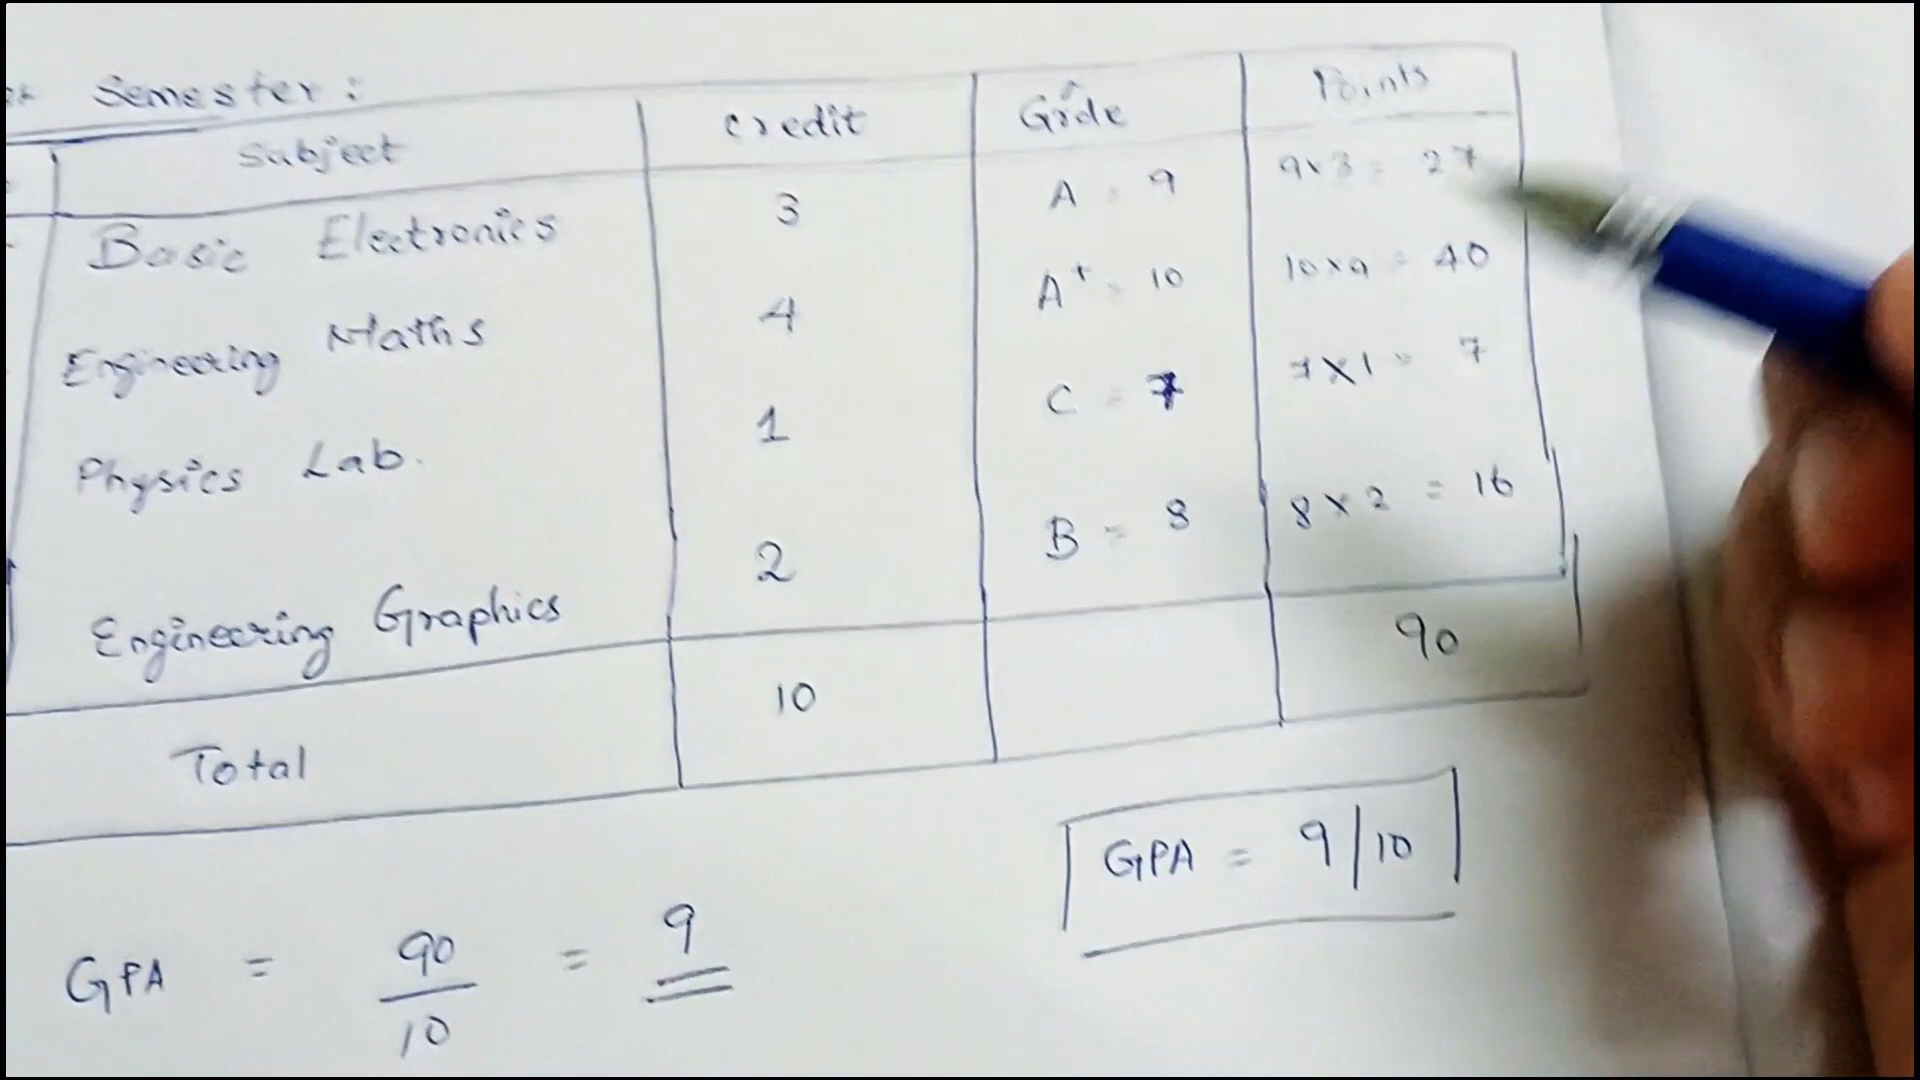 Semester:
Subject credit Grade Points
Basic Electronics 3 A = 9 9x3 = 27
Engineering Maths 4 A+ = 10 10x4 = 40
Physics Lab. 1 C = 7 7x1 = 7
Engineering Graphics 2 B = 8 8x2 = 16
Total 10 90
GPA = 9/10
GPA = 90/10 = 9